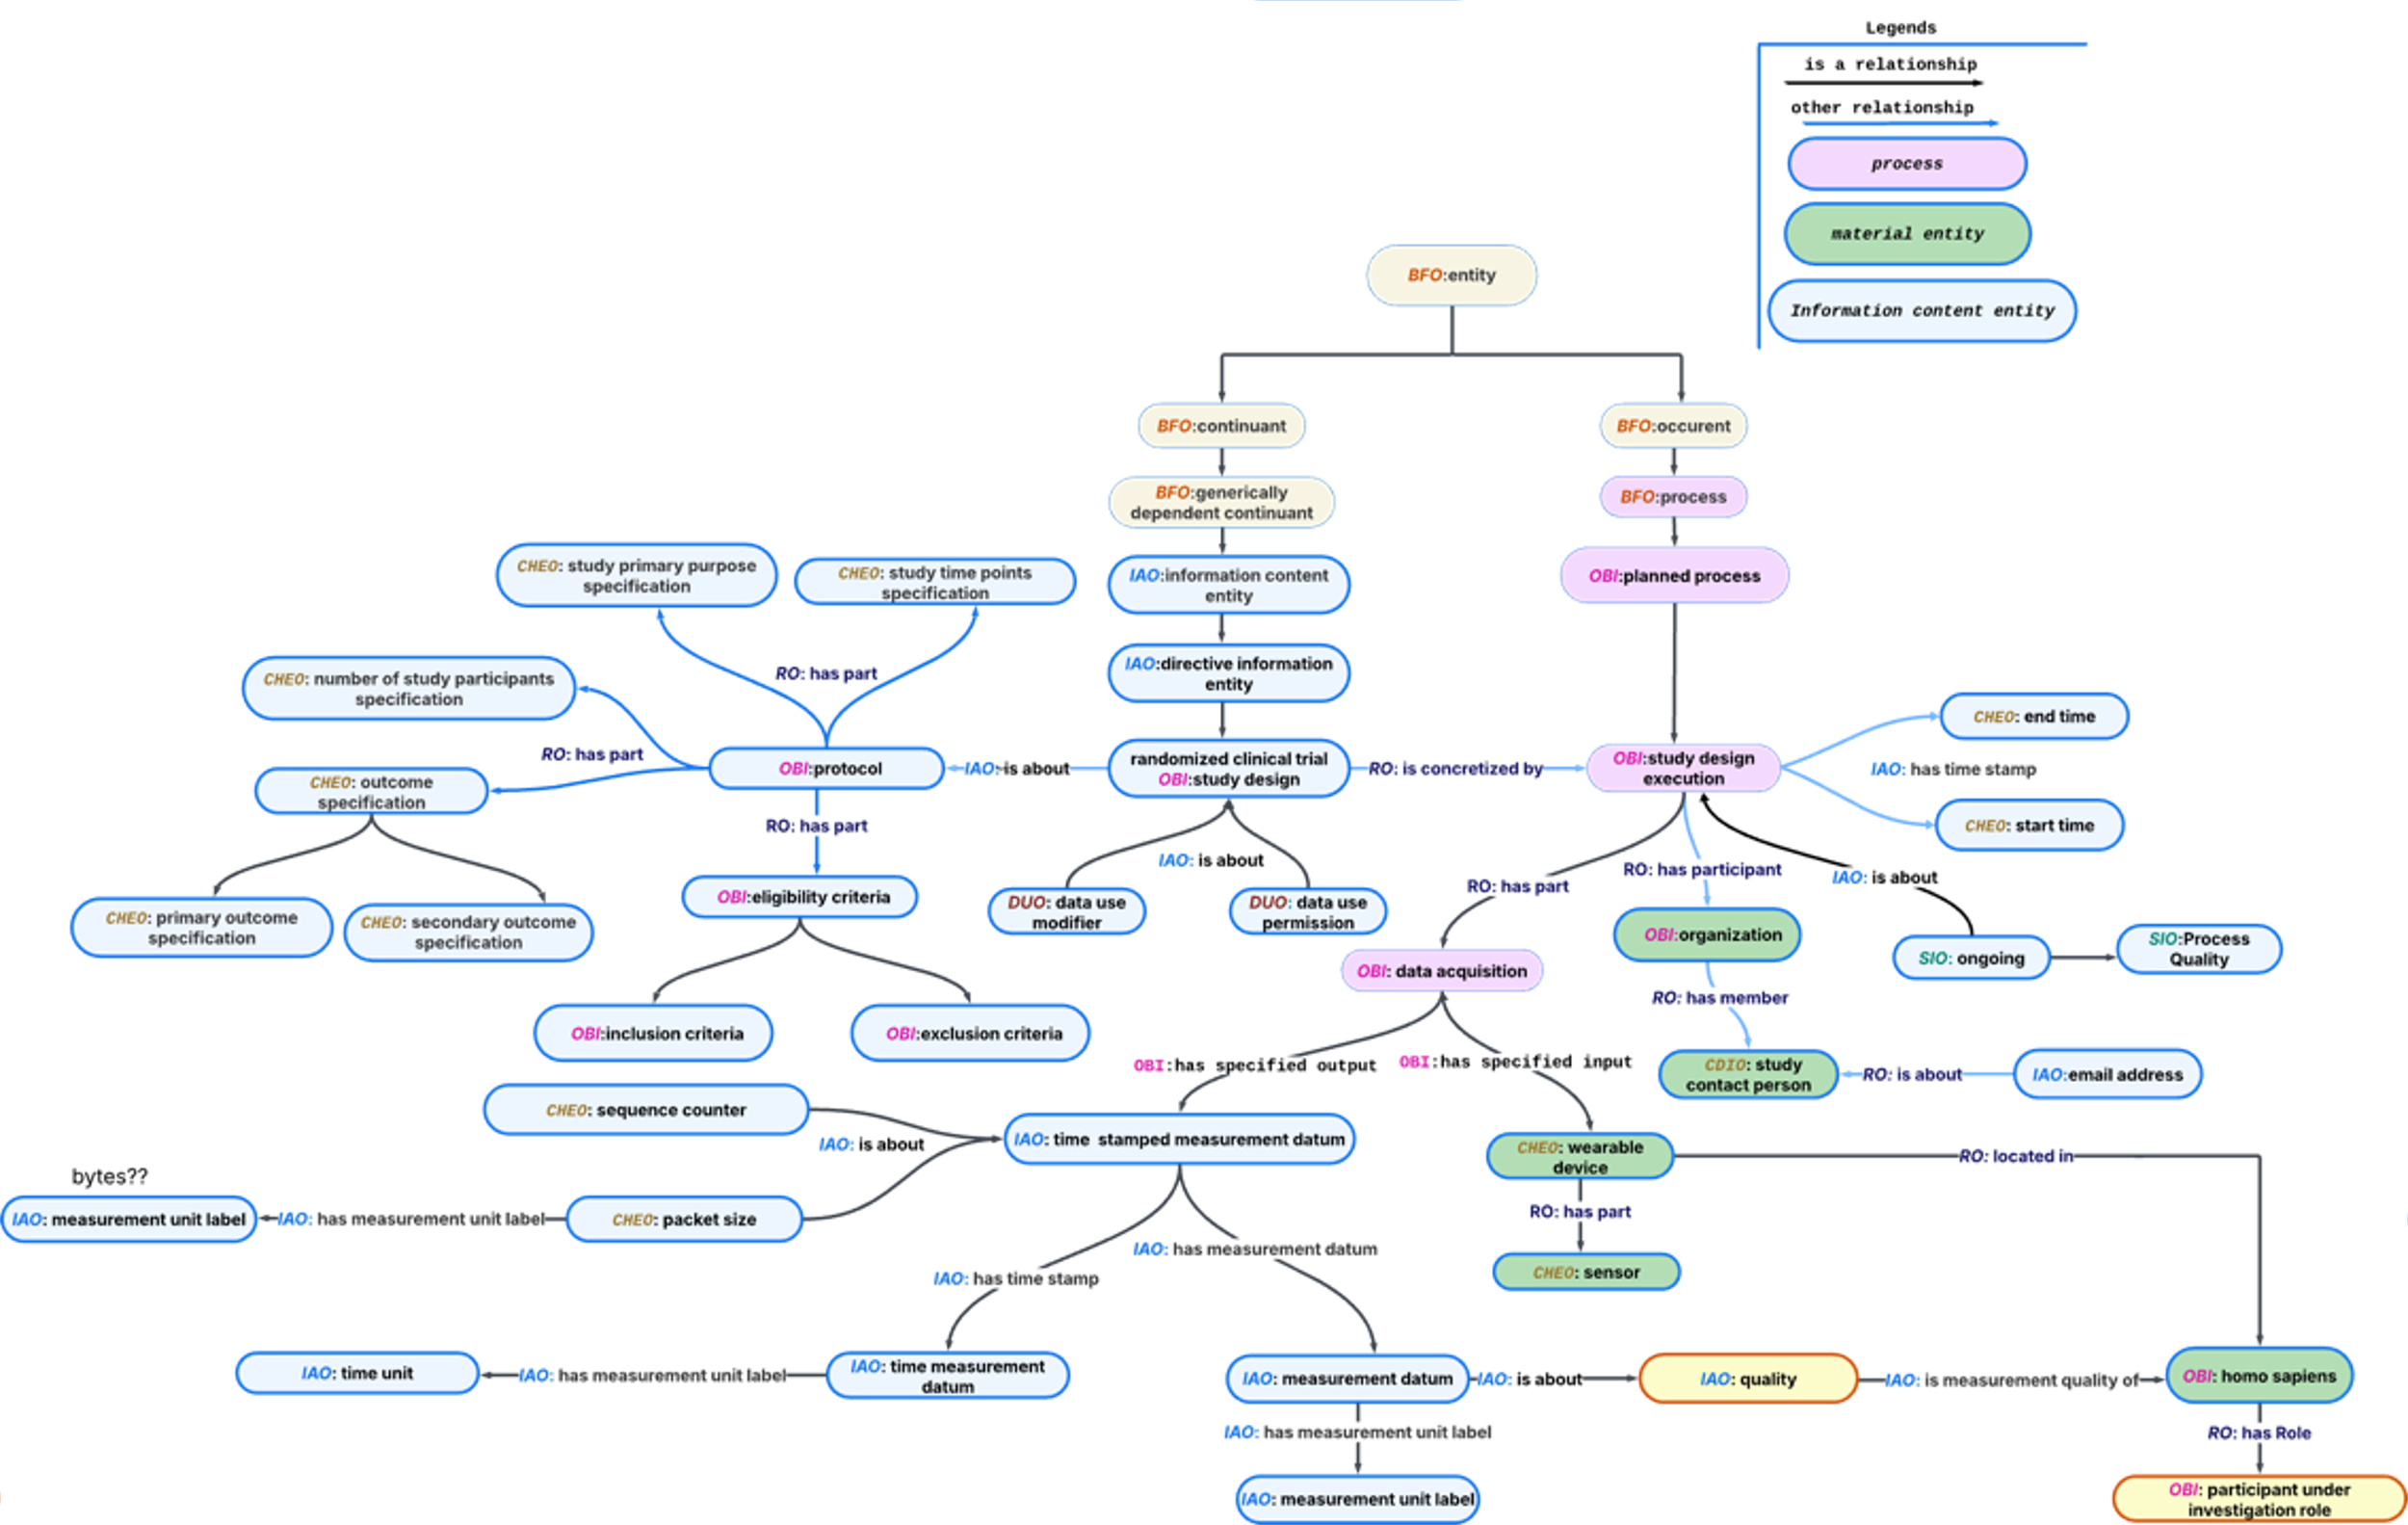 Legends
is a relationship
other relationship
process
material entity
Information content entity
BFO:entity
BFO:continuant
BFO:occurent
BFO:generically
dependent continuant
BFO:process
IAO:information content
entity
OBI:planned process
CHEO: study primary purpose
specification
CHEO: study time points
specification
IAO:directive information
entity
RO: has part
CHEO: number of study participants
specification
RO: has part
CHEO: outcome
specification
OBI:protocol
IAO: is about
randomized clinical trial
OBI:study design
RO: is concretized by
OBI:study design
execution
CHEO: end time
IAO: has time stamp
CHEO: start time
RO: has part
IAO: is about
RO: has participant
RO: has part
IAO: is about
CHEO: primary outcome
specification
CHEO: secondary outcome
specification
OBI:eligibility criteria
DUO: data use
modifier
DUO: data use
permission
OBI:organization
SIO: ongoing
SIO:Process
Quality
OBI: data acquisition
RO: has member
OBI:inclusion criteria
OBI:exclusion criteria
OBI:has specified output
OBI:has specified input
CDIO: study
contact person
RO: is about
IAO:email address
CHEO: sequence counter
IAO: is about
IAO: time stamped measurement datum
CHEO: wearable
device
RO: located in
bytes??
IAO: measurement unit label
IAO: has measurement unit label
CHEO: packet size
RO: has part
IAO: has measurement datum
IAO: has time stamp
CHEO: sensor
IAO: time unit
IAO: has measurement unit label
IAO: time measurement
datum
IAO: measurement datum
IAO: is about
IAO: quality
IAO: is measurement quality of
OBI: homo sapiens
IAO: has measurement unit label
RO: has Role
IAO: measurement unit label
OBI: participant under
investigation role